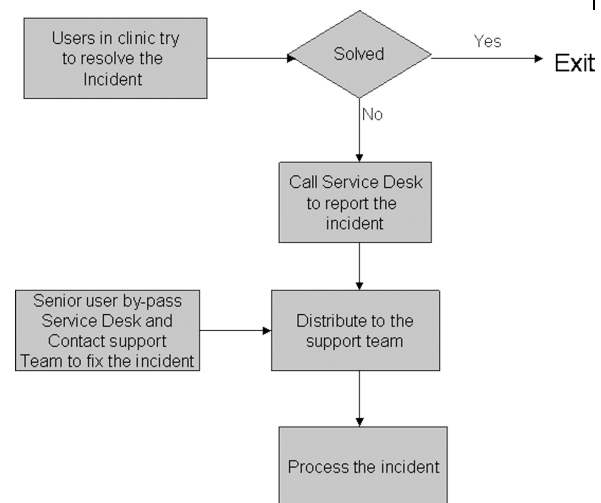 Users in clinic try
to resolve the
Incident
Solved
Yes
Exit
No
Call Service Desk
to report the
incident
Senior user by-pass
Service Desk and
Contact support
Team to fix the incident
Distribute to the
support team
Process the incident